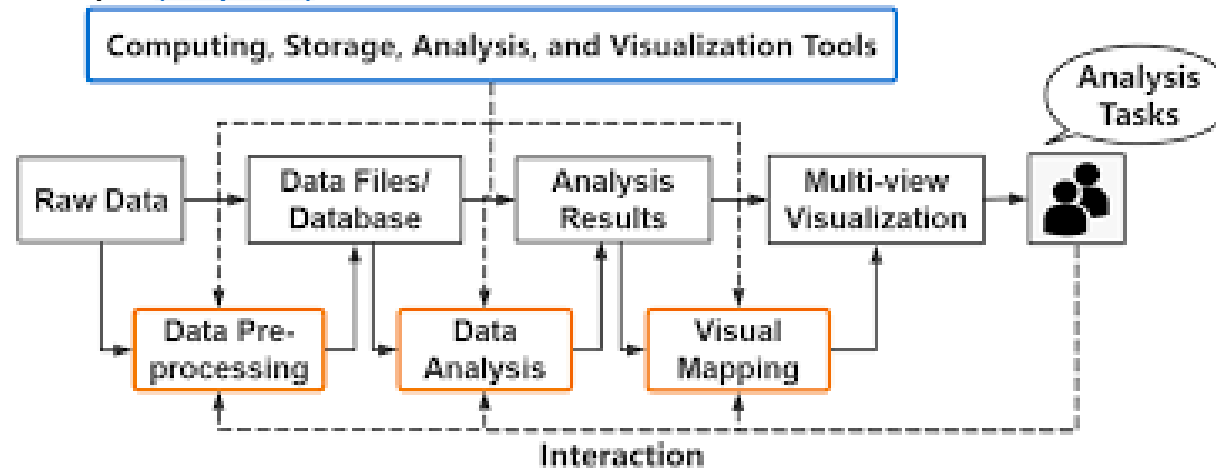 Computing, Storage, Analysis, and Visualization Tools
Analysis
Tasks
Raw Data
Data Files/
Database
Analysis
Results
Multi-view
Visualization
Data Pre-
processing
Data
Analysis
Visual
Mapping
Interaction